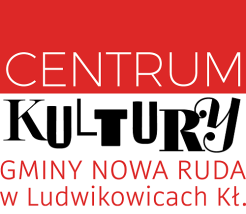 CENTRUM
KULTURY
GMINY NOWA RUDA
w Ludwikowicach Kł.